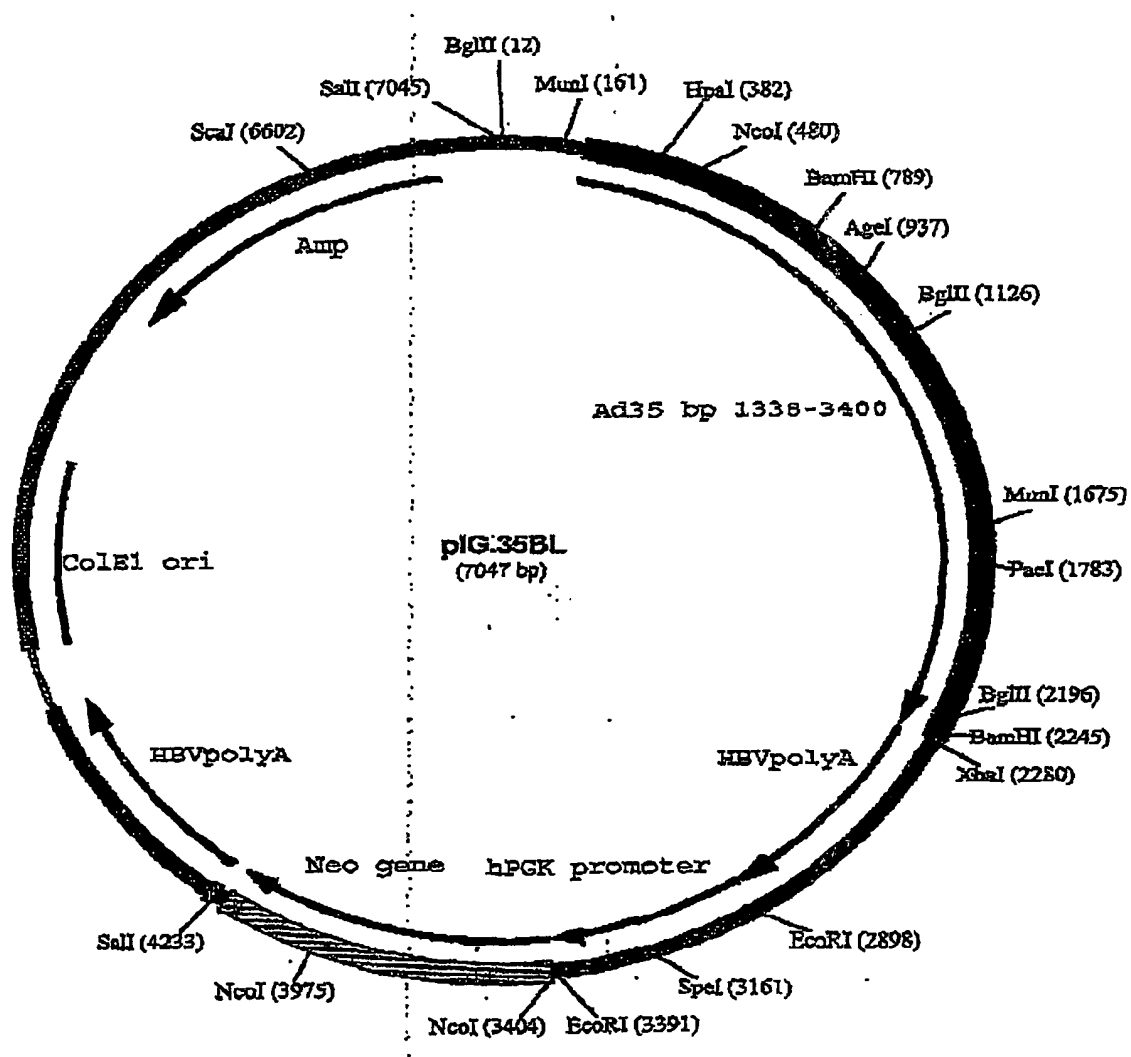 BglII (12)
SalI (7045)
MunI (161)
HpaI (382)
ScaI (6602)
NcoI (480)
BamHI (789)
AgeI (937)
Amp
BglII (1126)
Ad35 bp 1338-3400
MunI (1675)
pIG.35BL
(7047 bp)
ColE1 ori
PacI (1783)
BglII (2196)
BamHI (2245)
HBVpolyA
HBVpolyA
XbaI (2280)
Neo gene
hPGK promoter
SalI (4233)
EcoRI (2898)
NcoI (3975)
SpeI (3161)
NcoI (3404)
EcoRI (3391)